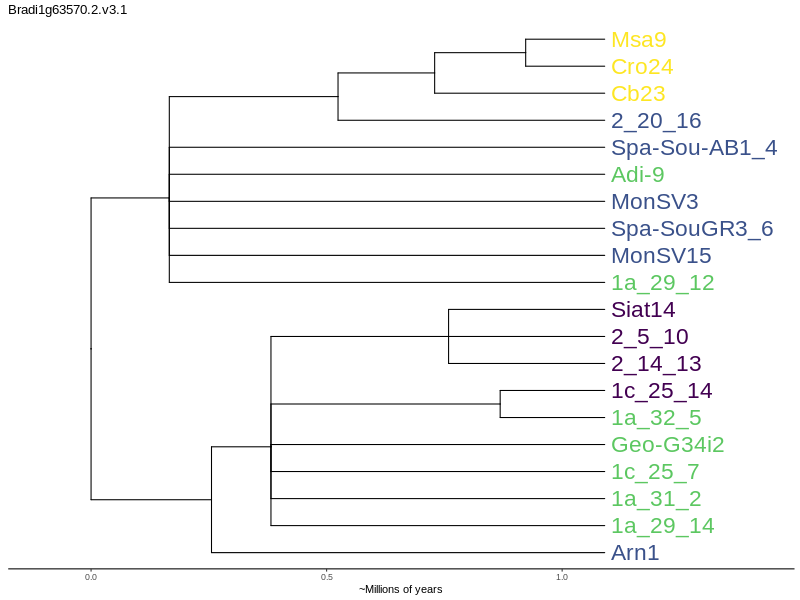 Bradi1g63570.2.v3.1
Msa9
Cro24
Cb23
2_20_16
Spa-Sou-AB1_4
Adi-9
MonSV3
Spa-SouGR3_6
MonSV15
1a_29_12
Siat14
2_5_10
2_14_13
1c_25_14
1a_32_5
Geo-G34i2
1c_25_7
1a_31_2
1a_29_14
Arn1
0.0 0.5 1.0
~Millions of years